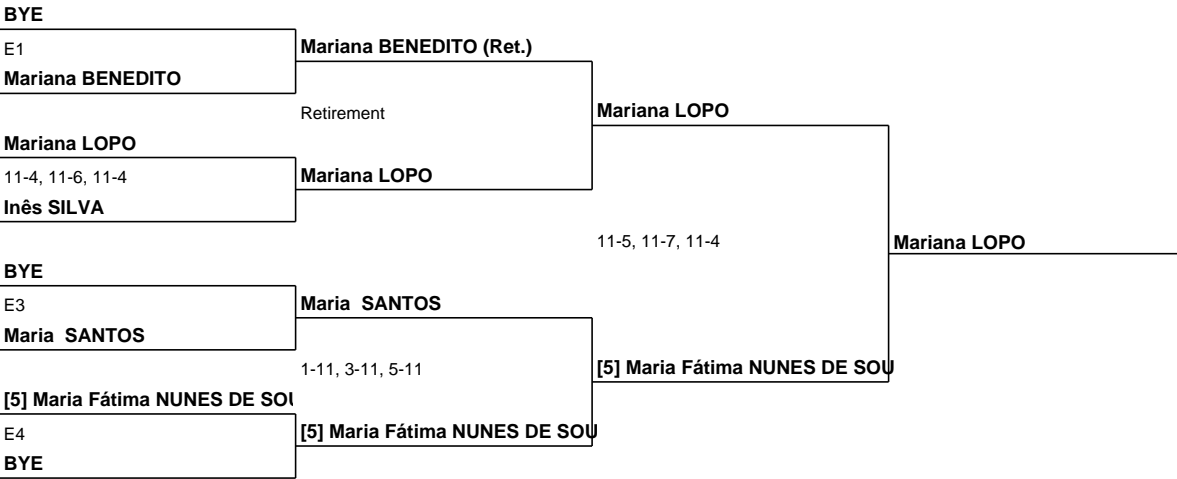 BYE
E1
Mariana BENEDITO
Mariana BENEDITO (Ret.)
Retirement
Mariana LOPO
Mariana LOPO
11-4, 11-6, 11-4
Inês SILVA
Mariana LOPO
11-5, 11-7, 11-4
Mariana LOPO
BYE
E3
Maria  SANTOS
Maria  SANTOS
1-11, 3-11, 5-11
[5] Maria Fátima NUNES DE SOU
[5] Maria Fátima NUNES DE SOU
E4
BYE
[5] Maria Fátima NUNES DE SOU